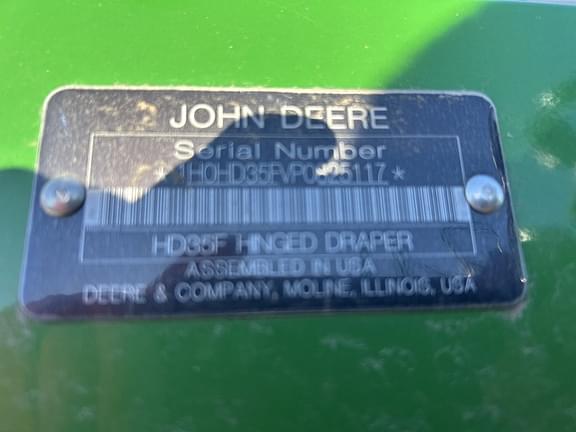 JOHN DEERE
Serial Number
HD35F HINGED DRAPER
ASSEMBLED IN USA
DEERE & COMPANY, MOLINE, ILLINOIS, USA